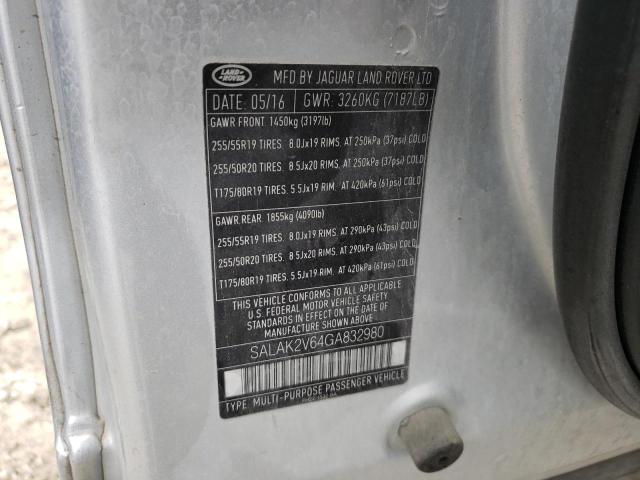 LAND ROVER
MFD BY JAGUAR LAND ROVER LTD
DATE: 05/16 GWR: 3260KG (7187LB)
GAWR FRONT 1450kg (3197lb)
255/55R19 TIRES. 8.0Jx19 RIMS. AT 250kPa (37psi) COLD
255/50R20 TIRES. 8.5Jx20 RIMS. AT 250kPa (37psi) COLD
T175/80R19 TIRES. 5.5Jx19 RIM. AT 420kPa (61psi) COLD
GAWR.REAR. 1855kg (4090lb)
255/55R19 TIRES. 8.0Jx19 RIMS. AT 290kPa (43psi) COLD
255/50R20 TIRES. 8.5Jx20 RIMS. AT 290kPa (43psi) COLD
T175/80R19 TIRES. 5.5Jx19 RIM. AT 420kPa (61psi) COLD
THIS VEHICLE CONFORMS TO ALL APPLICABLE
U.S. FEDERAL MOTOR VEHICLE SAFETY
STANDARDS IN EFFECT ON THE DATE OF
MANUFACTURE SHOWN ABOVE
SALAK2V64GA832980
TYPE: MULTI-PURPOSE PASSENGER VEHICLE